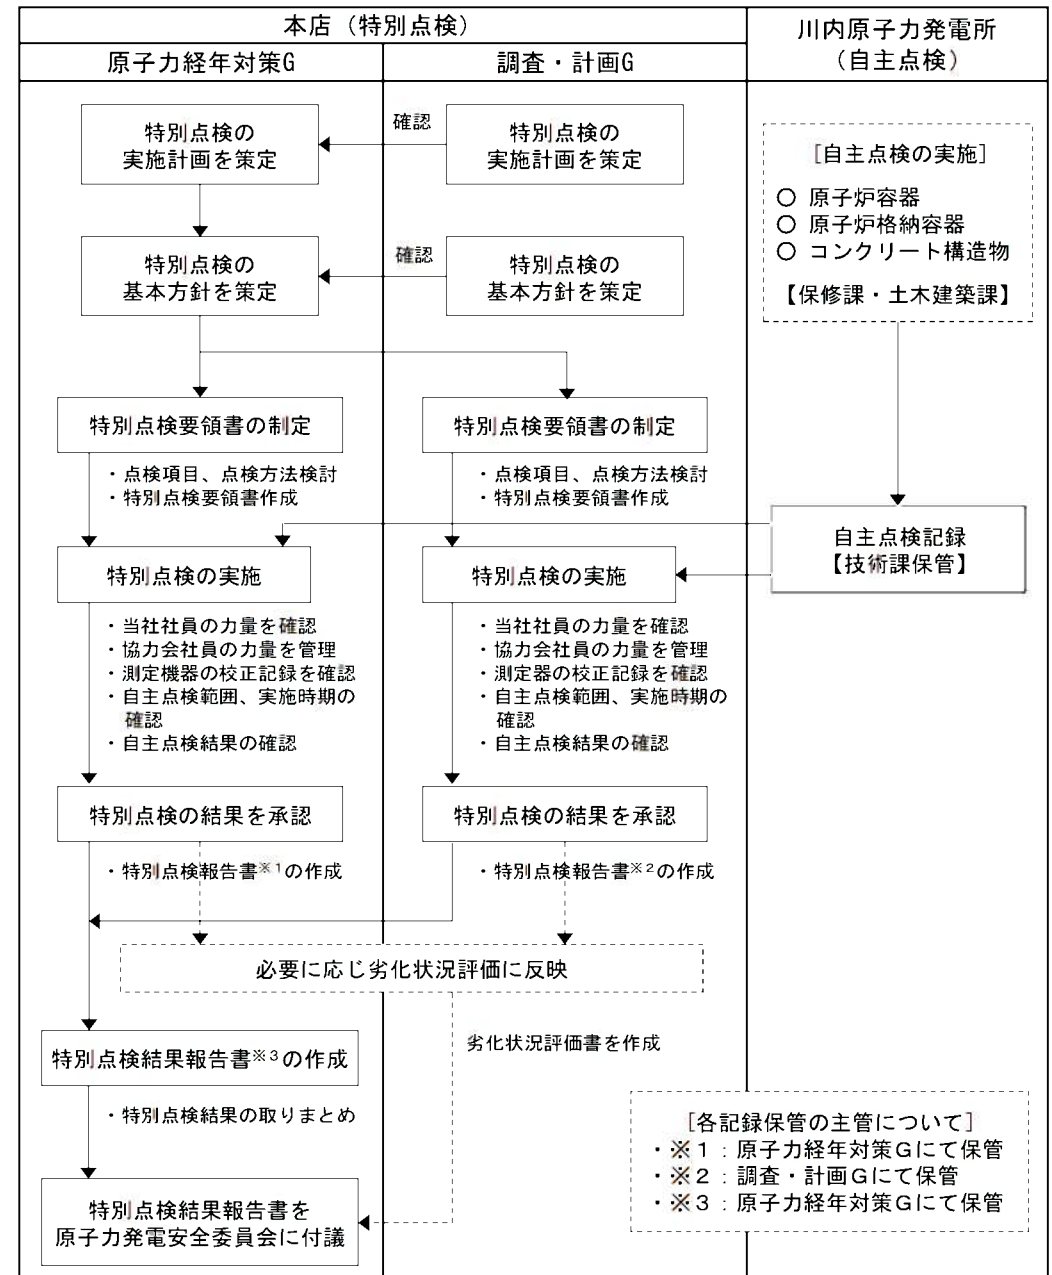 本店（特別点検）
川内原子力発電所
（自主点検）
原子力経年対策G
調査・計画G
特別点検の
実施計画を策定
確認
特別点検の
実施計画を策定
［自主点検の実施］
○ 原子炉容器
○ 原子炉格納容器
○ コンクリート構造物
【保修課・土木建築課】
特別点検の
基本方針を策定
確認
特別点検の
基本方針を策定
特別点検要領書の制定
・点検項目、点検方法検討
・特別点検要領書作成
特別点検要領書の制定
・点検項目、点検方法検討
・特別点検要領書作成
自主点検記録
【技術課保管】
特別点検の実施
・当社社員の力量を確認
・協力会社員の力量を管理
・測定機器の校正記録を確認
・自主点検範囲、実施時期の
確認
・自主点検結果の確認
特別点検の実施
・当社社員の力量を確認
・協力会社員の力量を管理
・測定器の校正記録を確認
・自主点検範囲、実施時期の
確認
・自主点検結果の確認
特別点検の結果を承認
・特別点検報告書※1の作成
特別点検の結果を承認
・特別点検報告書※2の作成
必要に応じ劣化状況評価に反映
劣化状況評価書を作成
特別点検結果報告書※3の作成
・特別点検結果の取りまとめ
特別点検結果報告書を
原子力発電安全委員会に付議
［各記録保管の主管について］
・※１：原子力経年対策Ｇにて保管
・※２：調査・計画Ｇにて保管
・※３：原子力経年対策Ｇにて保管